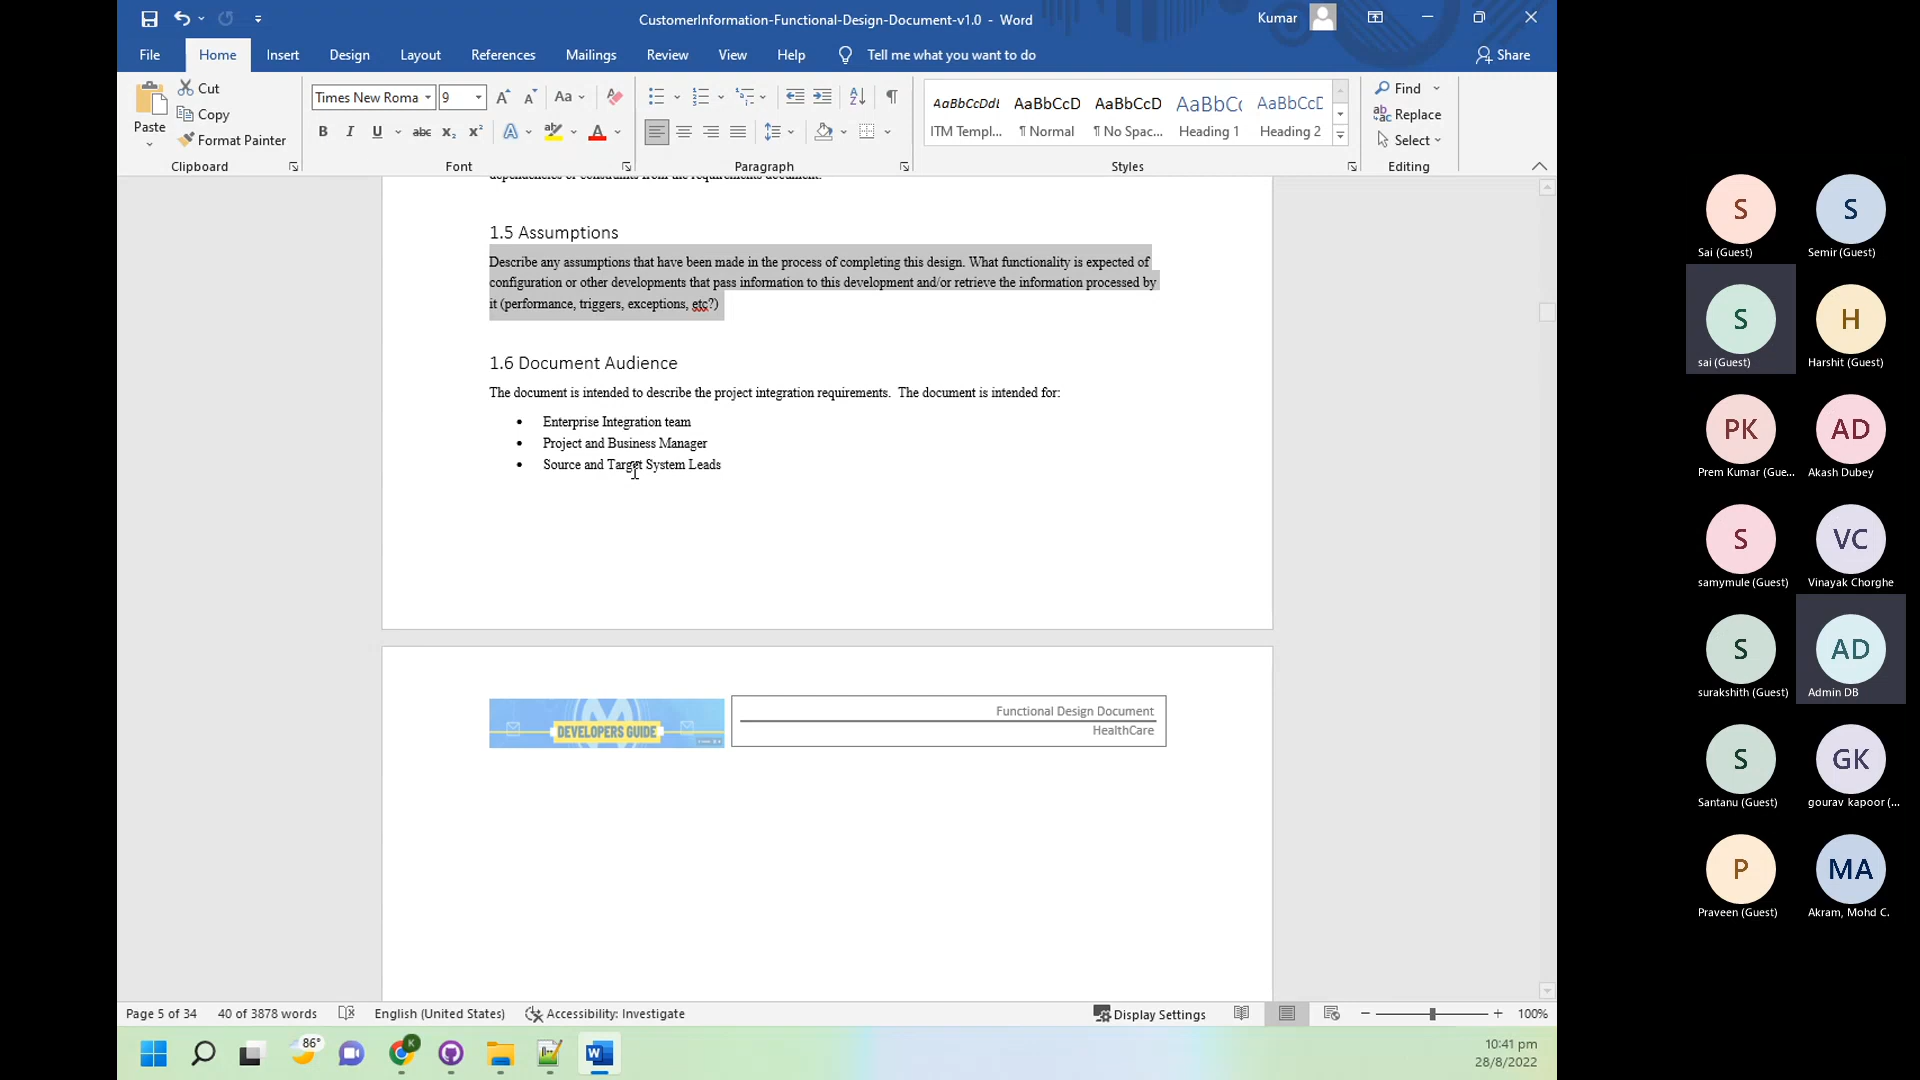 CustomerInformation-Functional-Design-Document-v1.0 - Word
Kumar
File Home Insert Design Layout References Mailings Review View Help Tell me what you want to do Share
Paste
Cut
Copy
Format Painter
Clipboard
Times New Roma 9
Font
Paragraph
AaBbCcDdI AaBbCcD AaBbCcD AaBbC AaBbCcE
ITM Templ... ¶ Normal ¶ No Spac... Heading 1 Heading 2
Styles
Find
Replace
Select
Editing
dependencies or constraints from the requirements document.
1.5 Assumptions
Describe any assumptions that have been made in the process of completing this design. What functionality is expected of
configuration or other developments that pass information to this development and/or retrieve the information processed by
it (performance, triggers, exceptions, etc?)
1.6 Document Audience
The document is intended to describe the project integration requirements. The document is intended for:
• Enterprise Integration team
• Project and Business Manager
• Source and Target System Leads
DEVELOPERS GUIDE
Functional Design Document
HealthCare
Page 5 of 34 40 of 3878 words English (United States) Accessibility: Investigate Display Settings 100%
86°
K
10:41 pm
28/8/2022
S S
Sai (Guest) Semir (Guest)
S H
sai (Guest) Harshit (Guest)
PK AD
Prem Kumar (Gue... Akash Dubey
S VC
samymule (Guest) Vinayak Chorghe
S AD
surakshith (Guest) Admin DB
S GK
Santanu (Guest) gourav kapoor (...
P MA
Praveen (Guest) Akram, Mohd C.